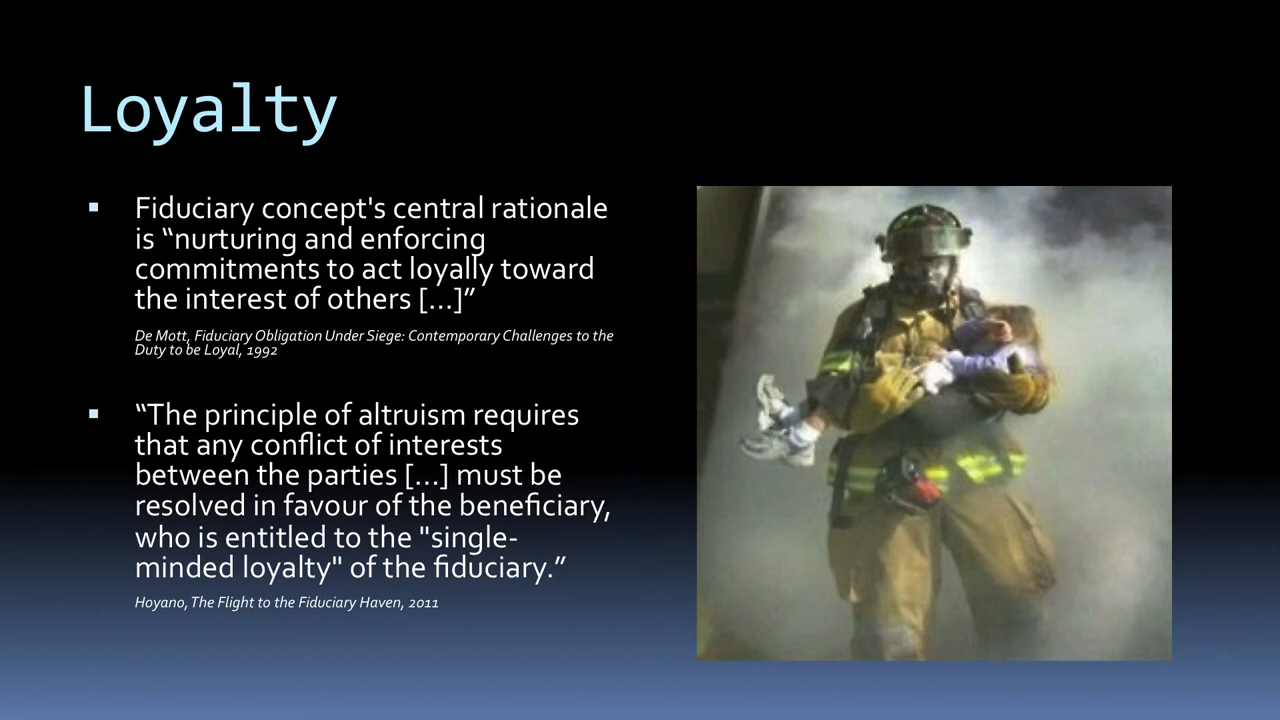 Loyalty
Fiduciary concept's central rationale
is “nurturing and enforcing
commitments to act loyally toward
the interest of others [...]”
De Mott, Fiduciary Obligation Under Siege: Contemporary Challenges to the
Duty to be Loyal, 1992
“The principle of altruism requires
that any conflict of interests
between the parties [...] must be
resolved in favour of the beneficiary,
who is entitled to the "single-
minded loyalty" of the fiduciary.”
Hoyano, The Flight to the Fiduciary Haven, 2011